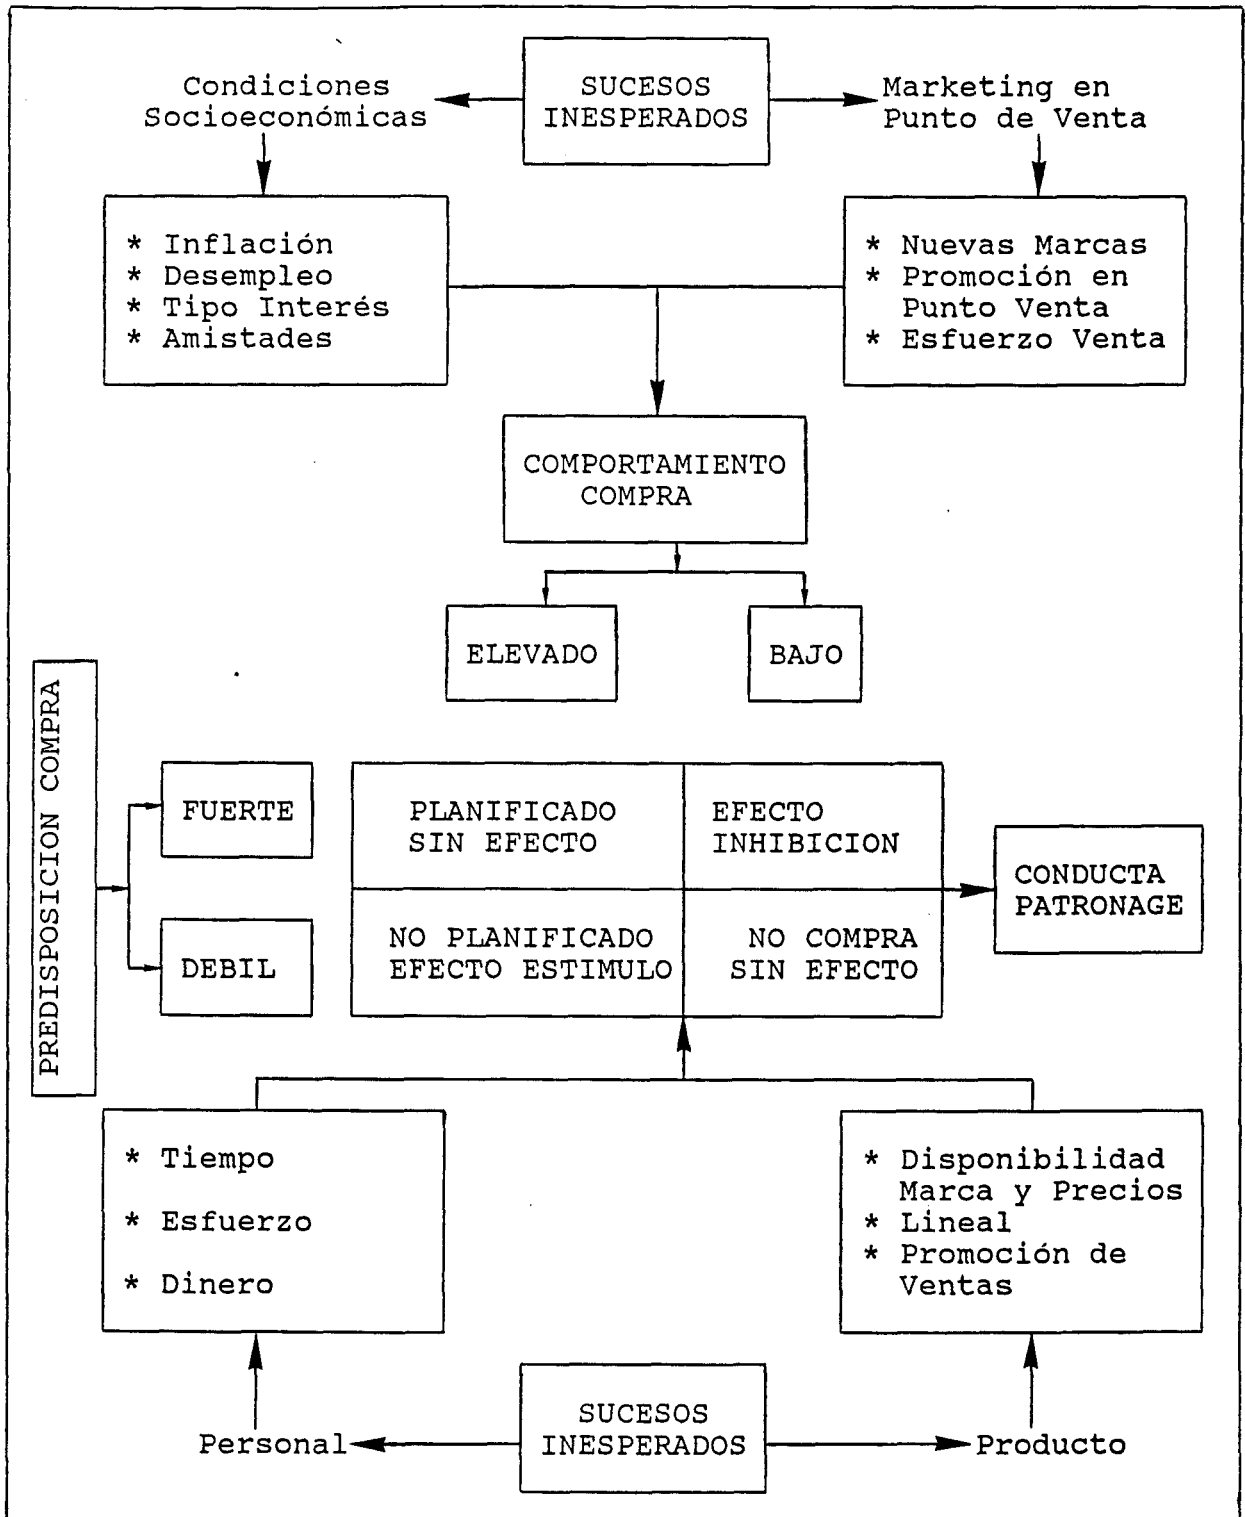 Condiciones
Socioeconómicas
SUCESOS
INESPERADOS
Marketing en
Punto de Venta
* Inflación
* Desempleo
* Tipo Interés
* Amistades
* Nuevas Marcas
* Promoción en
Punto Venta
* Esfuerzo Venta
COMPORTAMIENTO
COMPRA
ELEVADO
BAJO
PREDISPOSICION COMPRA
FUERTE
DEBIL
PLANIFICADO
SIN EFECTO
EFECTO
INHIBICION
NO PLANIFICADO
EFECTO ESTIMULO
NO COMPRA
SIN EFECTO
CONDUCTA
PATRONAGE
* Tiempo
* Esfuerzo
* Dinero
* Disponibilidad
Marca y Precios
* Lineal
* Promoción de
Ventas
Personal
SUCESOS
INESPERADOS
Producto